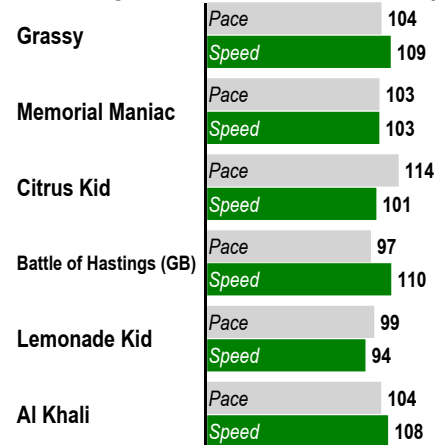 Grassy
Pace 104
Speed 109
Memorial Maniac
Pace 103
Speed 103
Citrus Kid
Pace 114
Speed 101
Battle of Hastings (GB)
Pace 97
Speed 110
Lemonade Kid
Pace 99
Speed 94
Al Khali
Pace 104
Speed 108